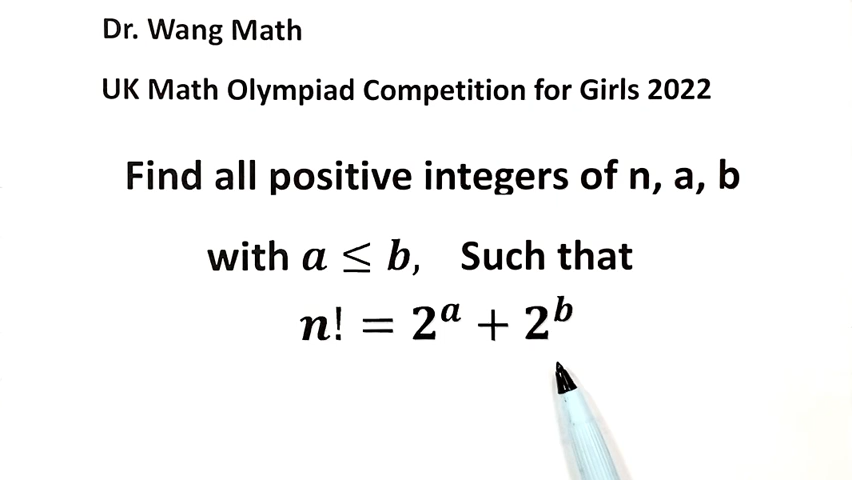 Dr. Wang Math
UK Math Olympiad Competition for Girls 2022
Find all positive integers of n, a, b
with a ≤ b, Such that
n! = 2^a + 2^b